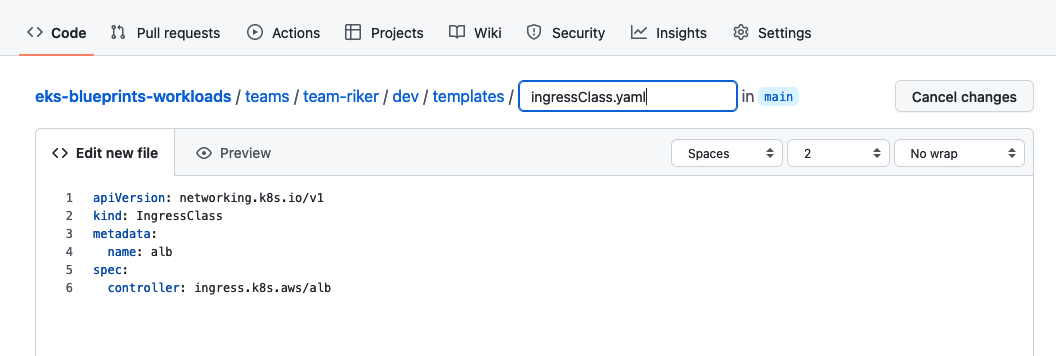 Code Pull requests Actions Projects Wiki Security Insights Settings
eks-blueprints-workloads / teams / team-riker / dev / templates / ingressClass.yaml in main Cancel changes
Edit new file Preview Spaces 2 No wrap
1 apiVersion: networking.k8s.io/v1
2 kind: IngressClass
3 metadata:
4   name: alb
5 spec:
6   controller: ingress.k8s.aws/alb